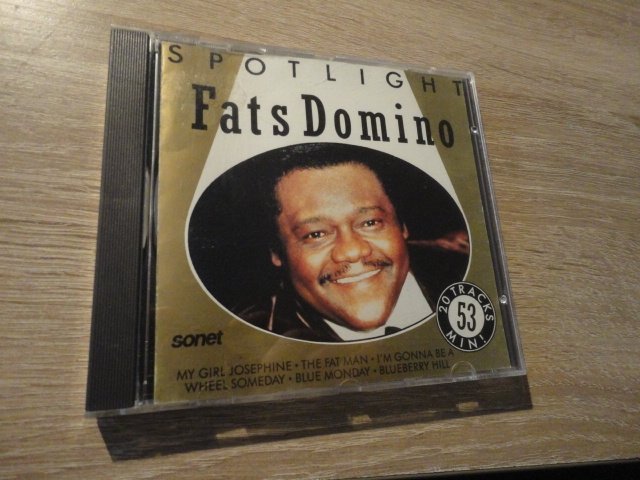 SPOTLIGHT
Fats Domino
20 TRACKS
53
MIN!
sonet
MY GIRL JOSEPHINE • THE FAT MAN • I'M GONNA BE A
WHEEL SOMEDAY • BLUE MONDAY • BLUEBERRY HILL